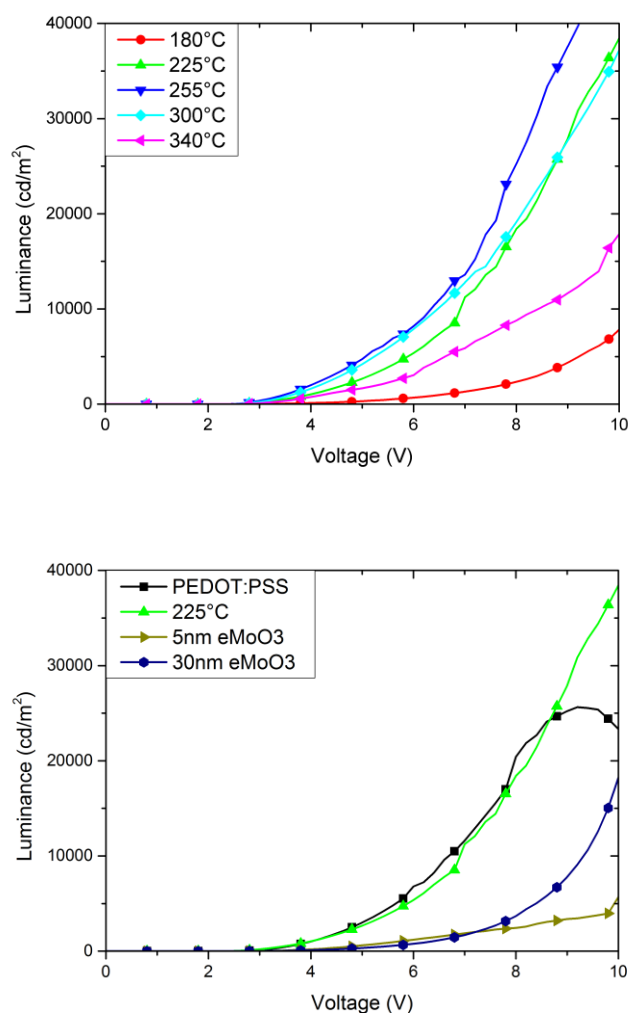 40000
30000
20000
10000
0
Luminance (cd/m²)
180°C
225°C
255°C
300°C
340°C
0 2 4 6 8 10
Voltage (V)
40000
30000
20000
10000
0
Luminance (cd/m²)
PEDOT:PSS
225°C
5nm eMoO3
30nm eMoO3
0 2 4 6 8 10
Voltage (V)